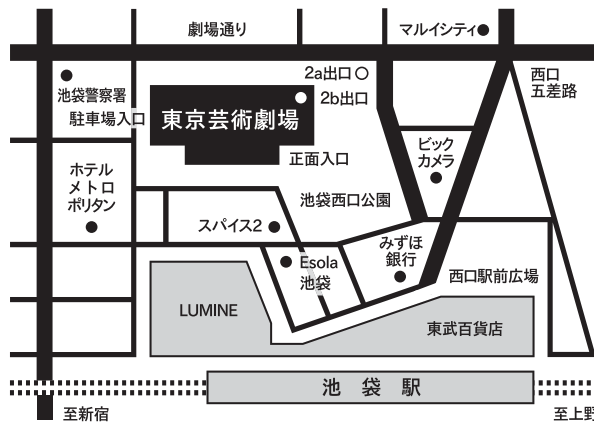 劇場通り
マルイシティ
2a出口
西口
五差路
池袋警察署
2b出口
駐車場入口
東京芸術劇場
正面入口
ビック
カメラ
ホテル
メトロ
ポリタン
池袋西口公園
スパイス2
みずほ
銀行
Esola
池袋
西口駅前広場
LUMINE
東武百貨店
池袋駅
至新宿
至上野